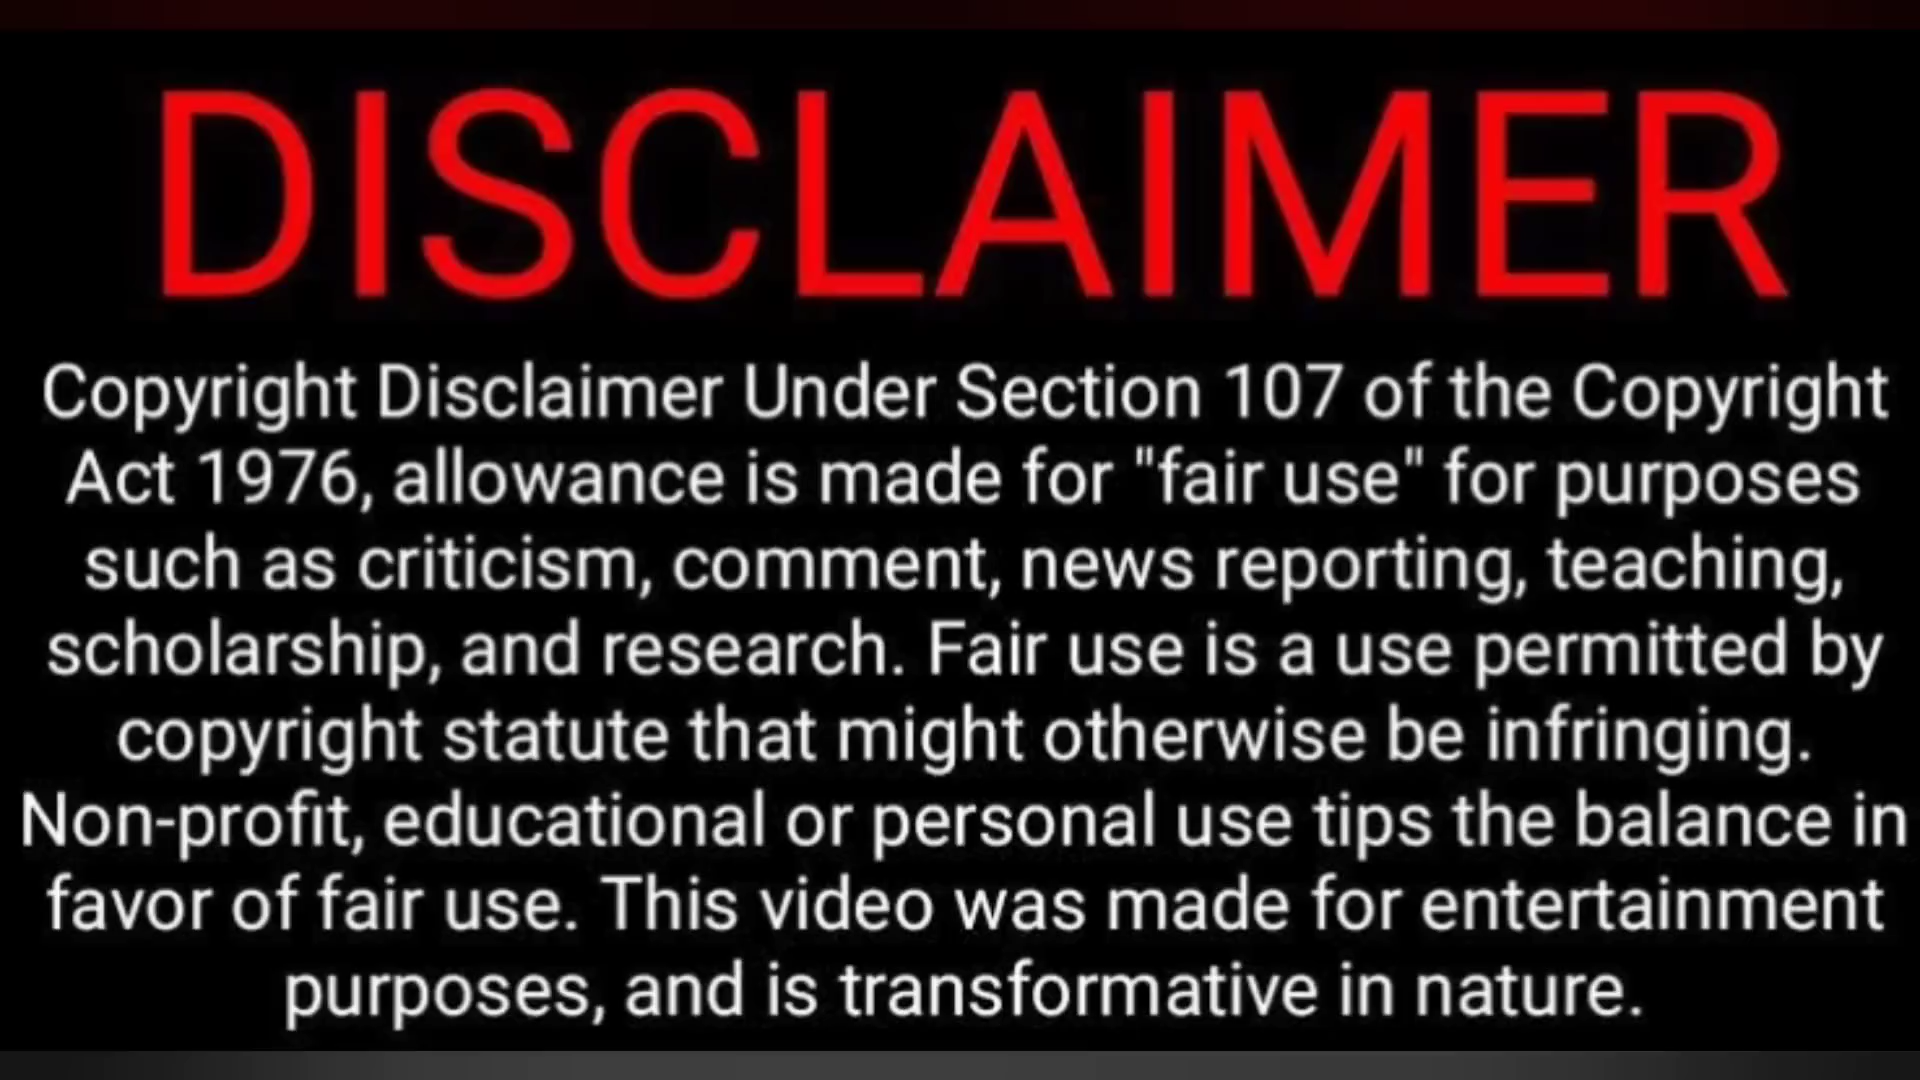 DISCLAIMER
Copyright Disclaimer Under Section 107 of the Copyright
Act 1976, allowance is made for "fair use" for purposes
such as criticism, comment, news reporting, teaching,
scholarship, and research. Fair use is a use permitted by
copyright statute that might otherwise be infringing.
Non-profit, educational or personal use tips the balance in
favor of fair use. This video was made for entertainment
purposes, and is transformative in nature.